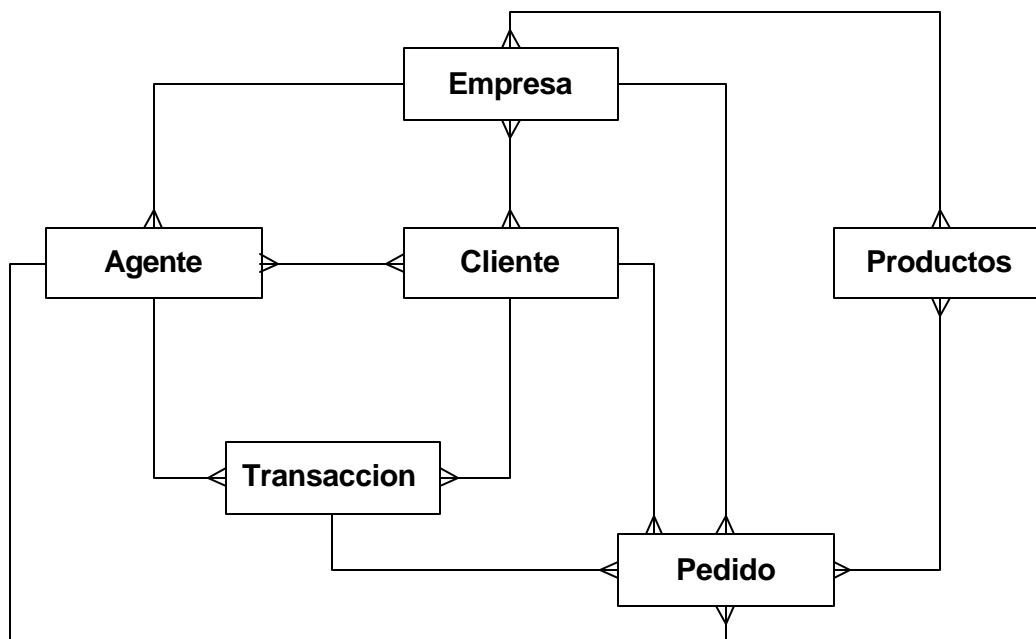 Empresa
Agente
Cliente
Productos
Transaccion
Pedido